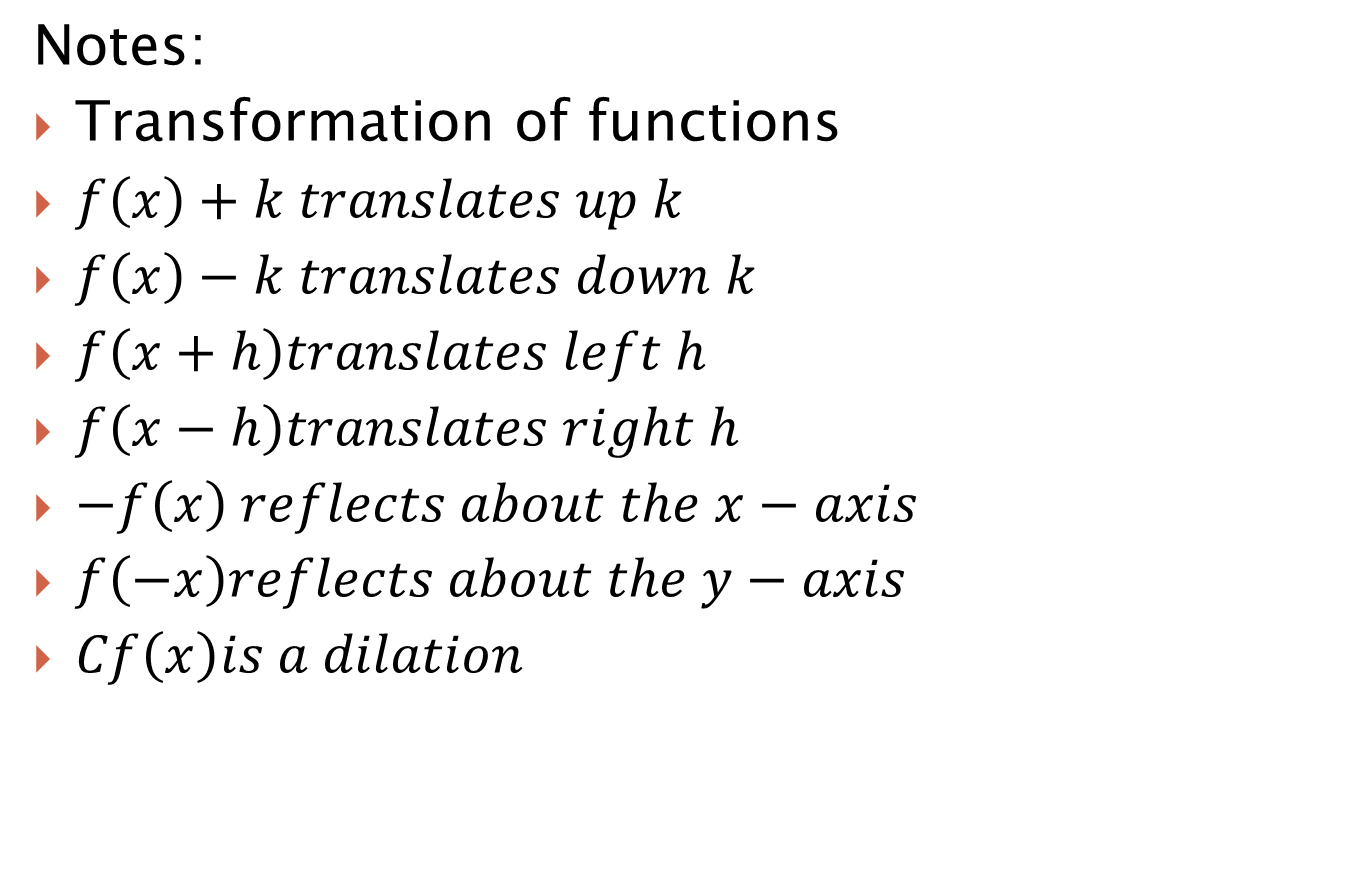 Notes:
Transformation of functions
f(x) + k translates up k
f(x) − k translates down k
f(x + h)translates left h
f(x − h)translates right h
−f(x) reflects about the x − axis
f(−x)reflects about the y − axis
Cf(x)is a dilation